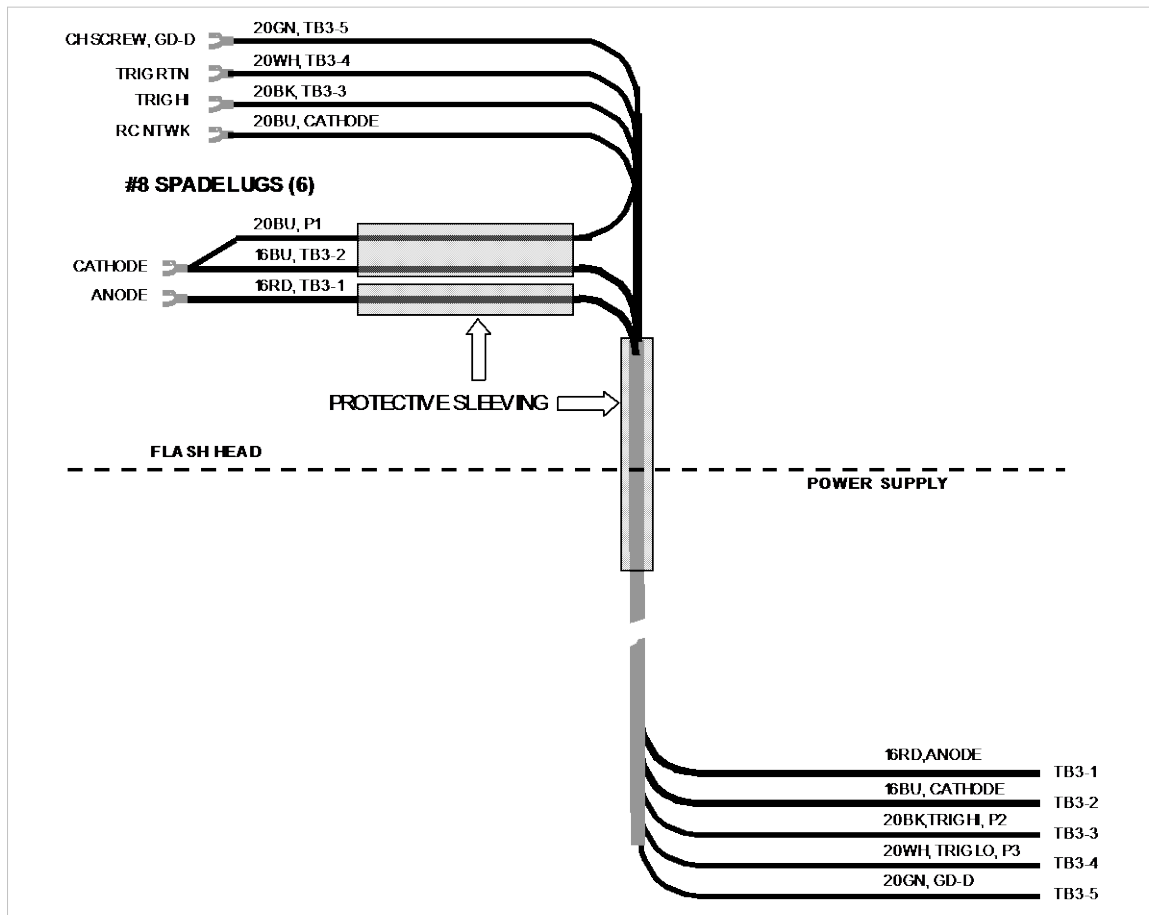 20GN, TB3-5
CH SCREW, GD-D
20WH, TB3-4
TRIG RTN
20BK, TB3-3
TRIG HI
20BU, CATHODE
RC NTWK
#8 SPADE LUGS (6)
20BU, P1
16BU, TB3-2
CATHODE
16RD, TB3-1
ANODE
PROTECTIVE SLEEVING
FLASH HEAD
POWER SUPPLY
16RD,ANODE
TB3-1
16BU, CATHODE
TB3-2
20BK,TRIG HI, P2
TB3-3
20WH, TRIG LO, P3
TB3-4
20GN, GD-D
TB3-5